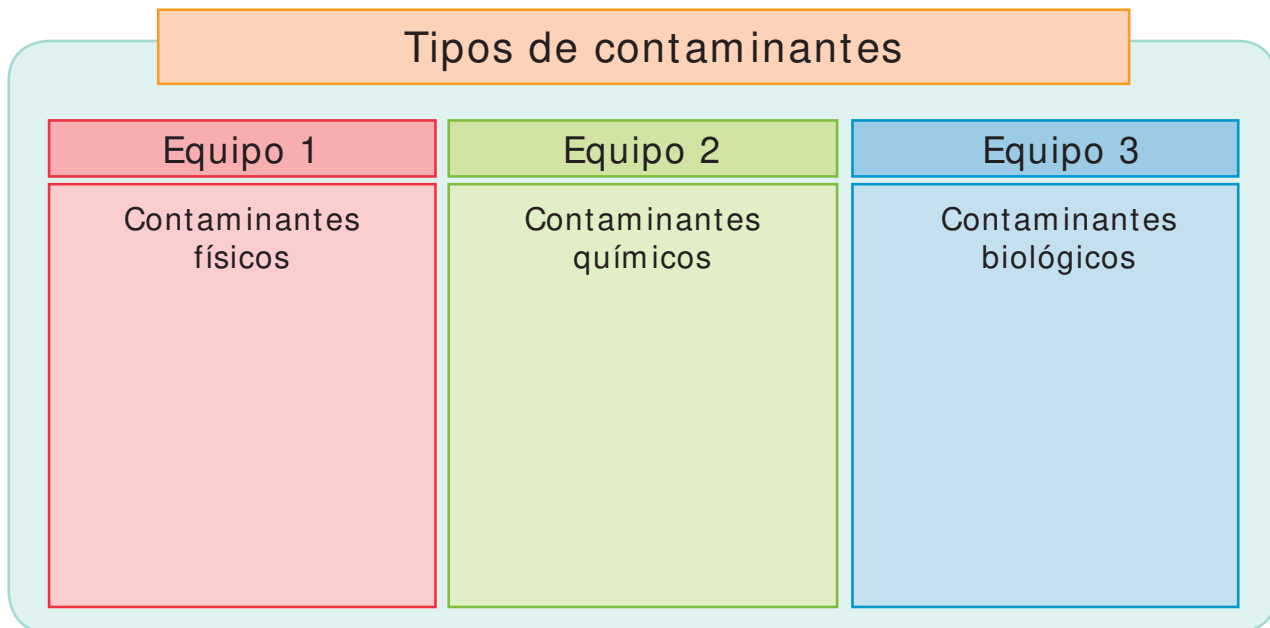 Tipos de contaminantes
Equipo 1
Contaminantes
físicos
Equipo 2
Contaminantes
químicos
Equipo 3
Contaminantes
biológicos